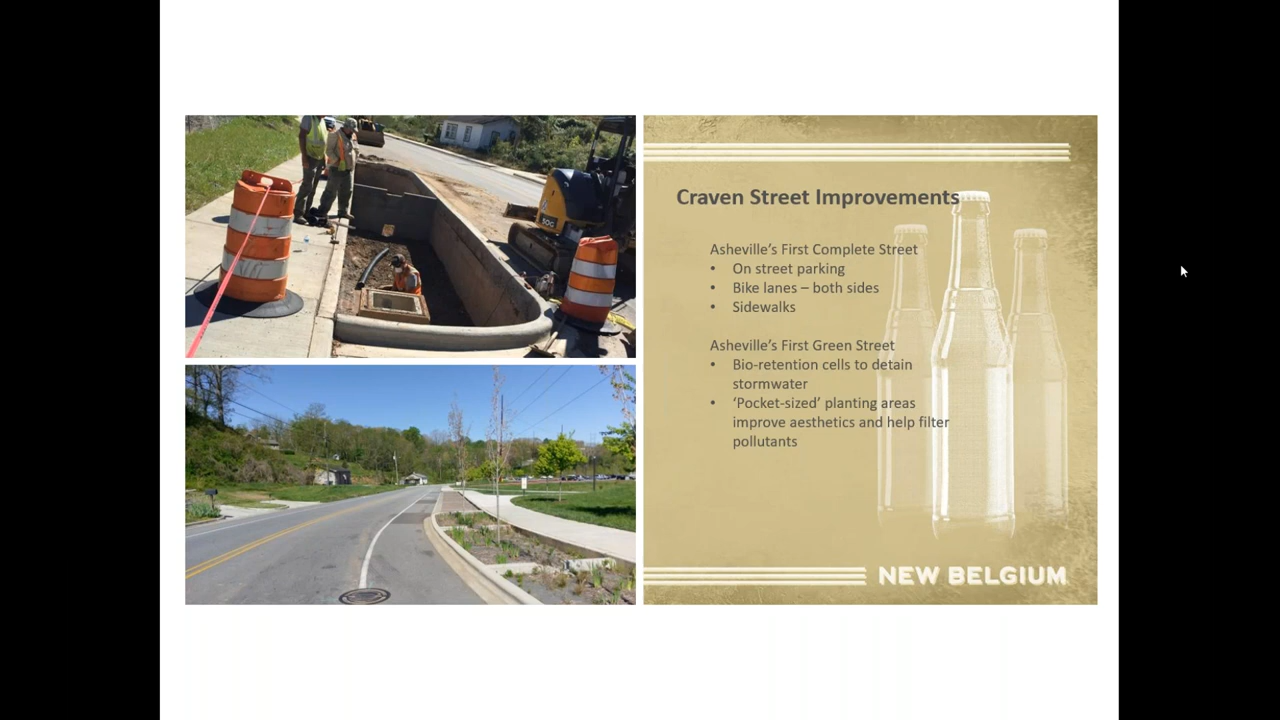 50G
Craven Street Improvements
Asheville’s First Complete Street
• On street parking
• Bike lanes – both sides
• Sidewalks
Asheville’s First Green Street
• Bio-retention cells to detain
stormwater
• ‘Pocket-sized’ planting areas
improve aesthetics and help filter
pollutants
NEW BELGIUM